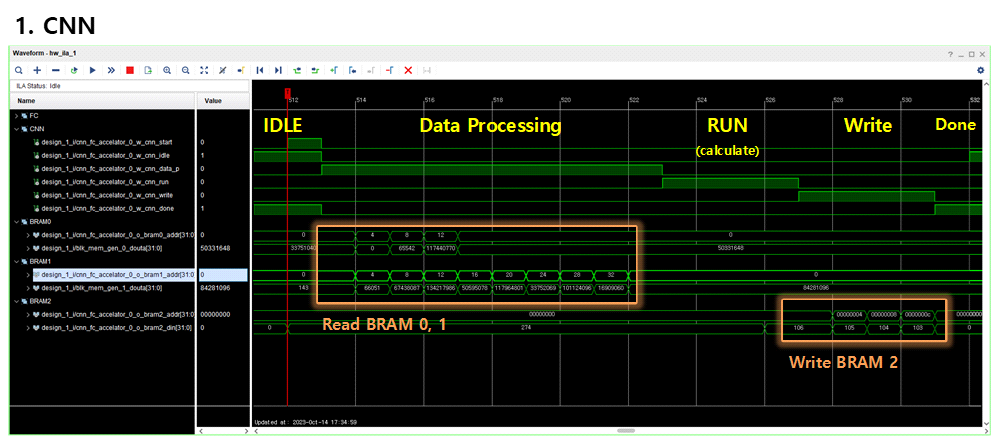 1. CNN
Waveform - hw_ila_1
ILA Status: Idle
Name Value
512 514 516 518 520 522 524 526 528 530 532
IDLE Data Processing RUN Write Done
(calculate)
FC
CNN
design_1_i/cnn_fc_accelator_0_w_cnn_start 0
design_1_i/cnn_fc_accelator_0_w_cnn_idle 1
design_1_i/cnn_fc_accelator_0_w_cnn_data_p 0
design_1_i/cnn_fc_accelator_0_w_cnn_run 0
design_1_i/cnn_fc_accelator_0_w_cnn_write 0
design_1_i/cnn_fc_accelator_0_w_cnn_done 1
BRAM0
design_1_i/cnn_fc_accelator_0_o_bram0_addr[31:0] 0 0 4 8 12 0
design_1_i/blk_mem_gen_0_douta[31:0] 50331648 33751040 0 65542 117440770 50331648
BRAM1
design_1_i/cnn_fc_accelator_0_o_bram1_addr[31:0] 0 0 4 8 12 16 20 24 28 32 0
design_1_i/blk_mem_gen_1_douta[31:0] 84281096 143 66051 67438087 134217986 50595078 117964801 33752069 101124096 16909060 84281096
BRAM2
design_1_i/cnn_fc_accelator_0_o_bram2_addr[31:0] 00000000 00000000 00000004 00000008 0000000c 00000000
design_1_i/cnn_fc_accelator_0_o_bram2_din[31:0] 0 0 274 106 105 104 103 0
Read BRAM 0, 1
Write BRAM 2
Updated at: 2023-Oct-14 17:34:59